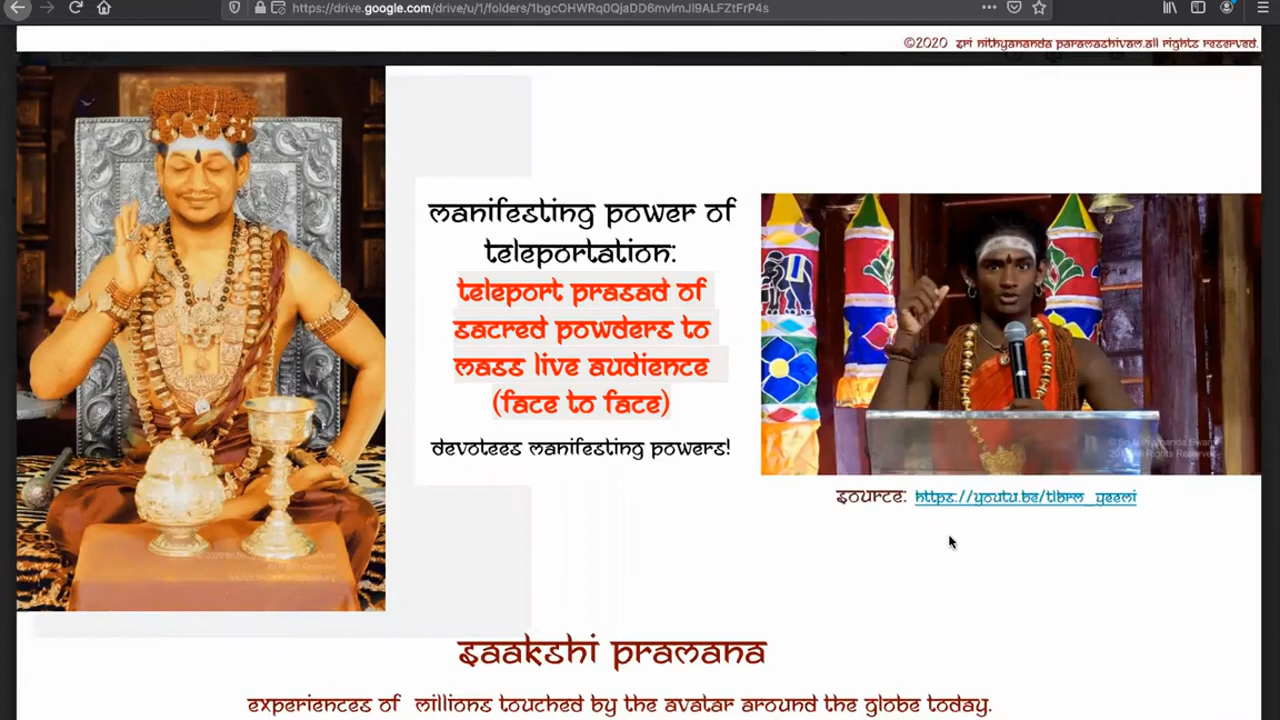 https://drive.google.com/drive/u/1/folders/1bgcOHWRq0QjaDD6mvlmJl9ALFZtFrP4s
©2020 sri nithyananda paramashivam.all rights reserved.
manifesting power of
teleportation:
teleport prasad of
sacred powders to
mass live audience
(face to face)
devotees manifesting powers!
source: https://youtu.be/tlbrm_yeemi
saakshi pramana
experiences of millions touched by the avatar around the globe today.